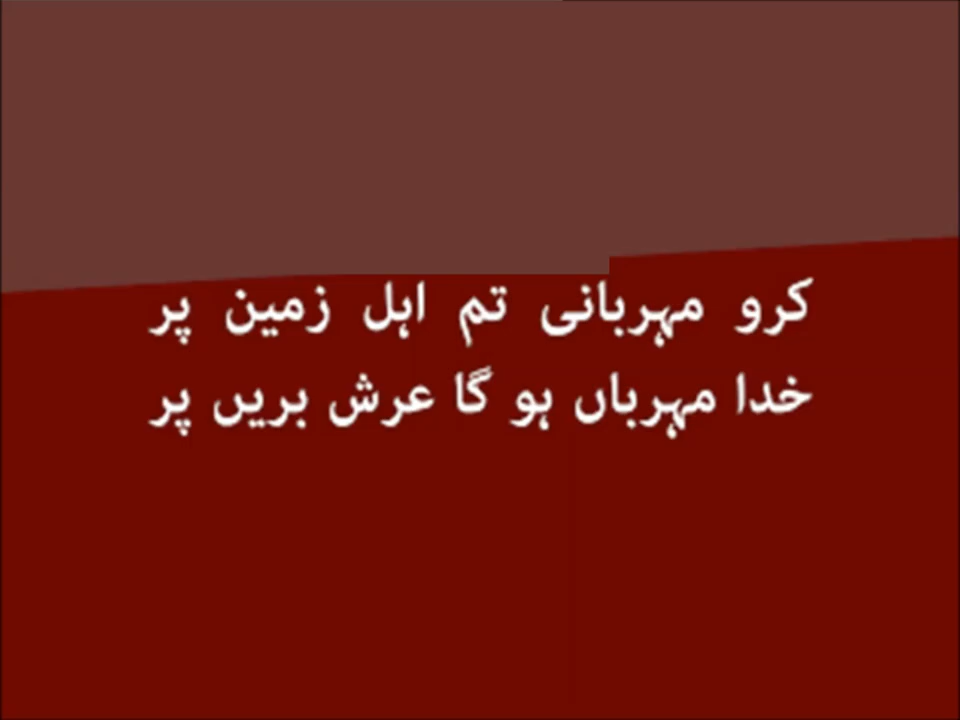 کرو مہربانی تم اہل زمین پر
خدا مہرباں ہو گا عرش بریں پر